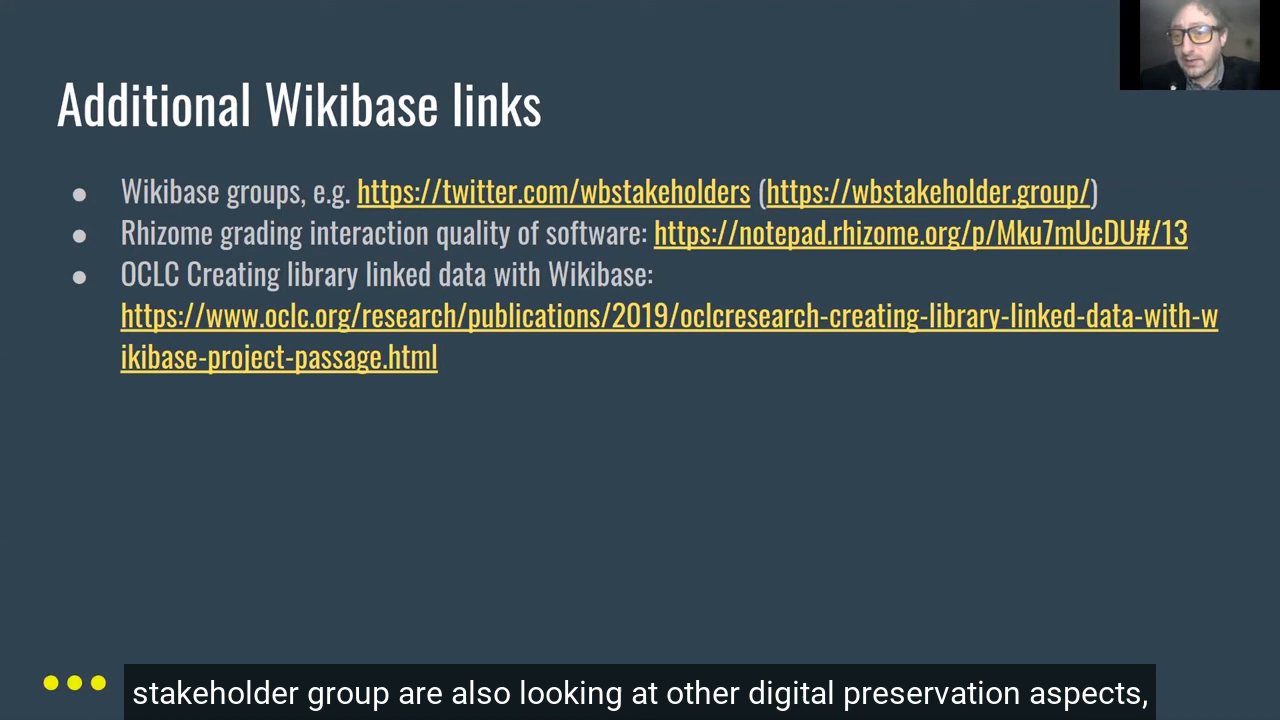 Additional Wikibase links
● Wikibase groups, e.g. https://twitter.com/wbstakeholders (https://wbstakeholder.group/)
● Rhizome grading interaction quality of software: https://notepad.rhizome.org/p/Mku7mUcDU#/13
● OCLC Creating library linked data with Wikibase:
https://www.oclc.org/research/publications/2019/oclcresearch-creating-library-linked-data-with-w
ikibase-project-passage.html
stakeholder group are also looking at other digital preservation aspects,